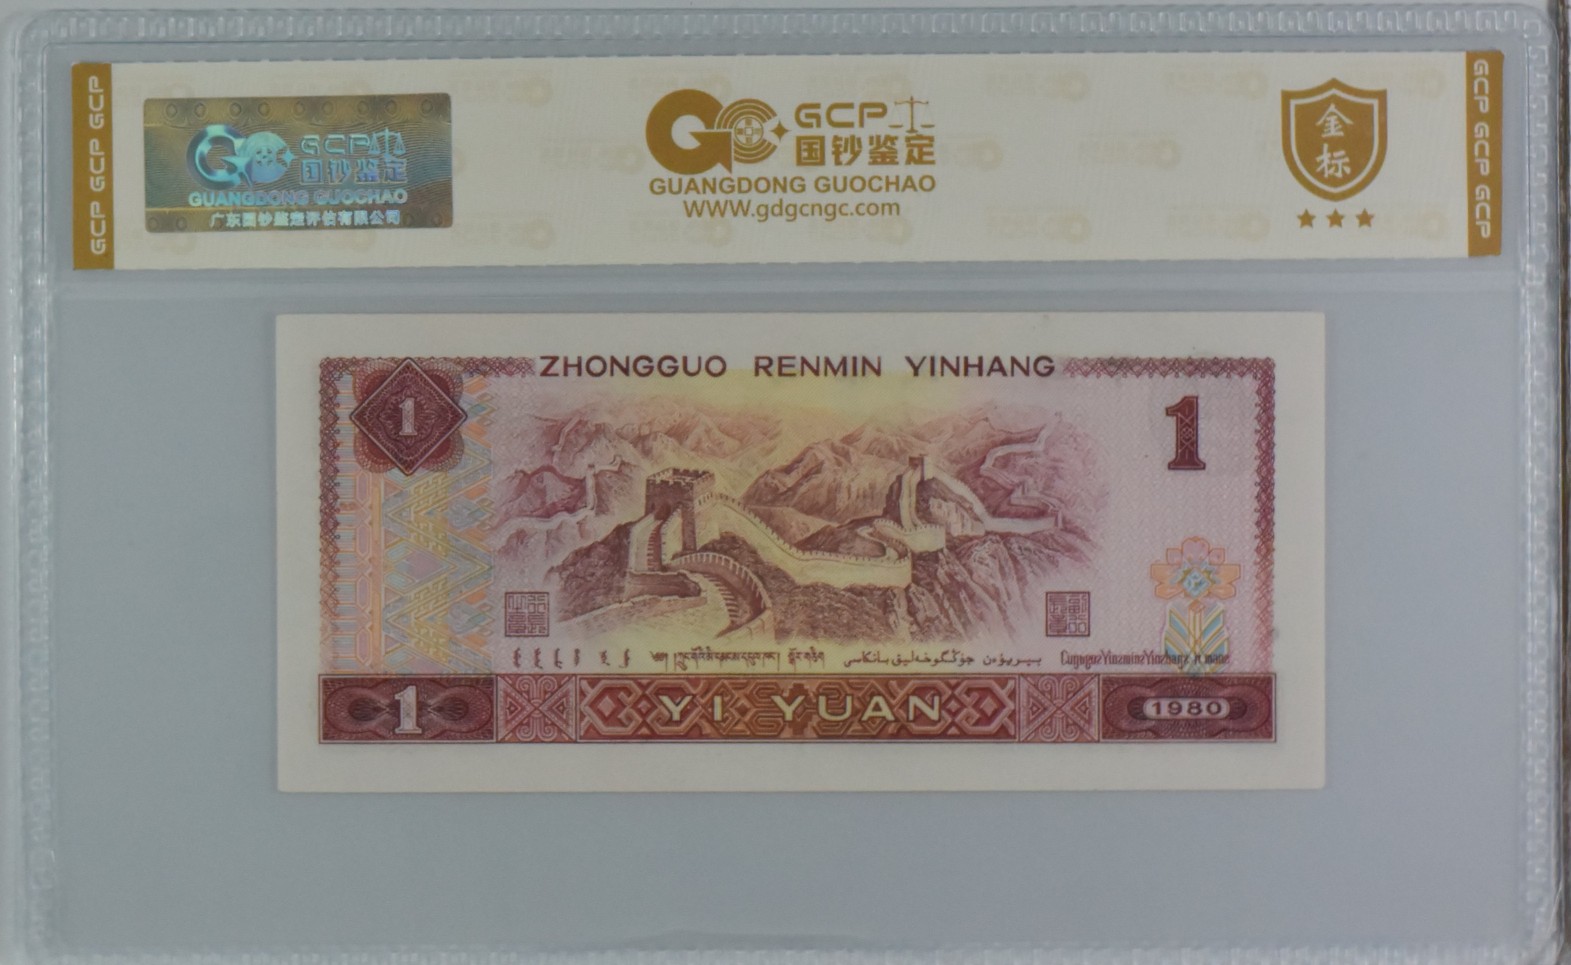 GCP GCP GCP
GCP
国钞鉴定
GUANGDONG GUOCHAO
广东国钞鉴定评估有限公司
GCP
国钞鉴定
GUANGDONG GUOCHAO
WWW.gdgcngc.com
金标
GCP GCP GCP
ZHONGGUO RENMIN YINHANG
1
1
1
YI YUAN
1980